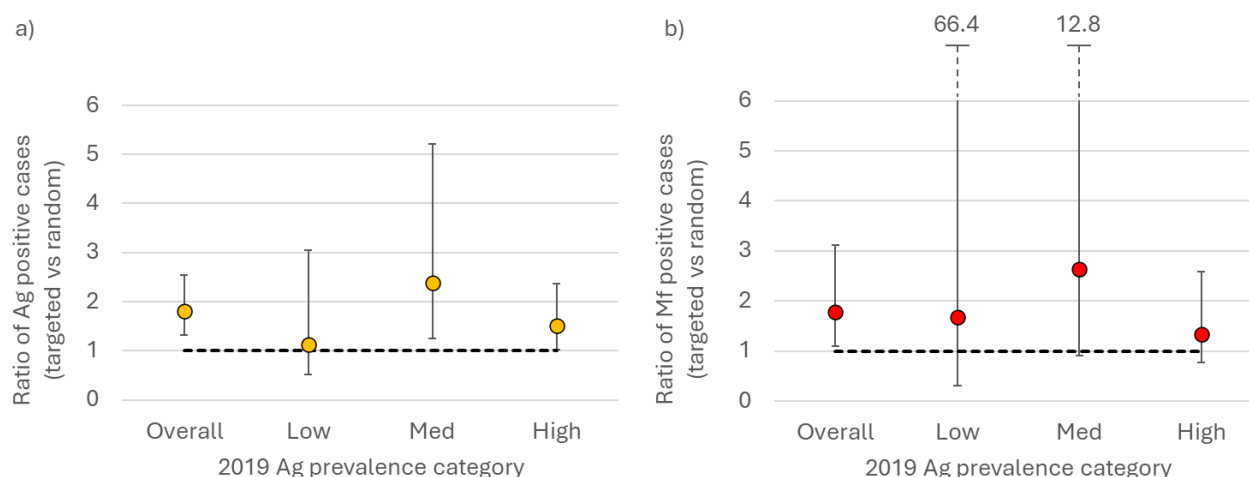 a)
Ratio of Ag positive cases
(targeted vs random)
6
5
4
3
2
1
0
Overall Low Med High
2019 Ag prevalence category
b)
66.4 12.8
Ratio of Mf positive cases
(targeted vs random)
6
5
4
3
2
1
0
Overall Low Med High
2019 Ag prevalence category